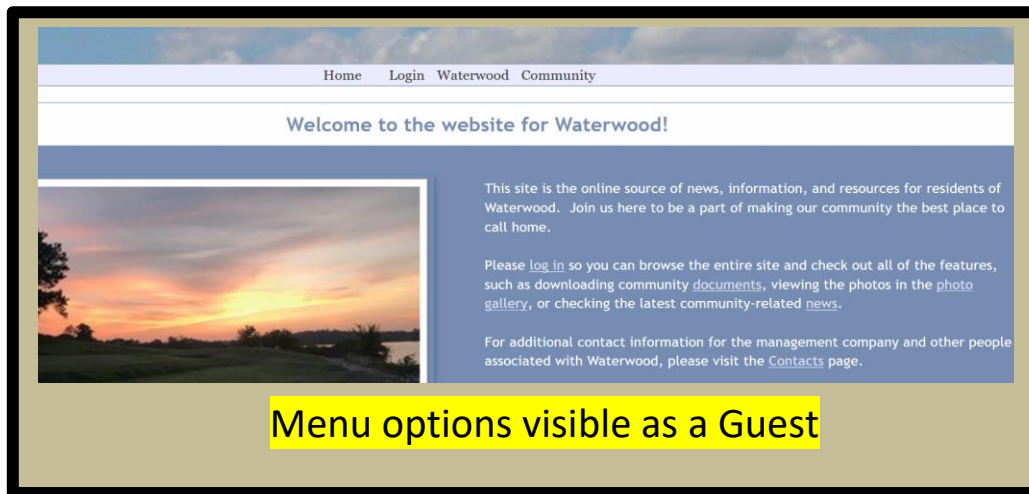 Home Login Waterwood Community
Welcome to the website for Waterwood!
This site is the online source of news, information, and resources for residents of
Waterwood. Join us here to be a part of making our community the best place to
call home.
Please log in so you can browse the entire site and check out all of the features,
such as downloading community documents, viewing the photos in the photo
gallery, or checking the latest community-related news.
For additional contact information for the management company and other people
associated with Waterwood, please visit the Contacts page.
Menu options visible as a Guest